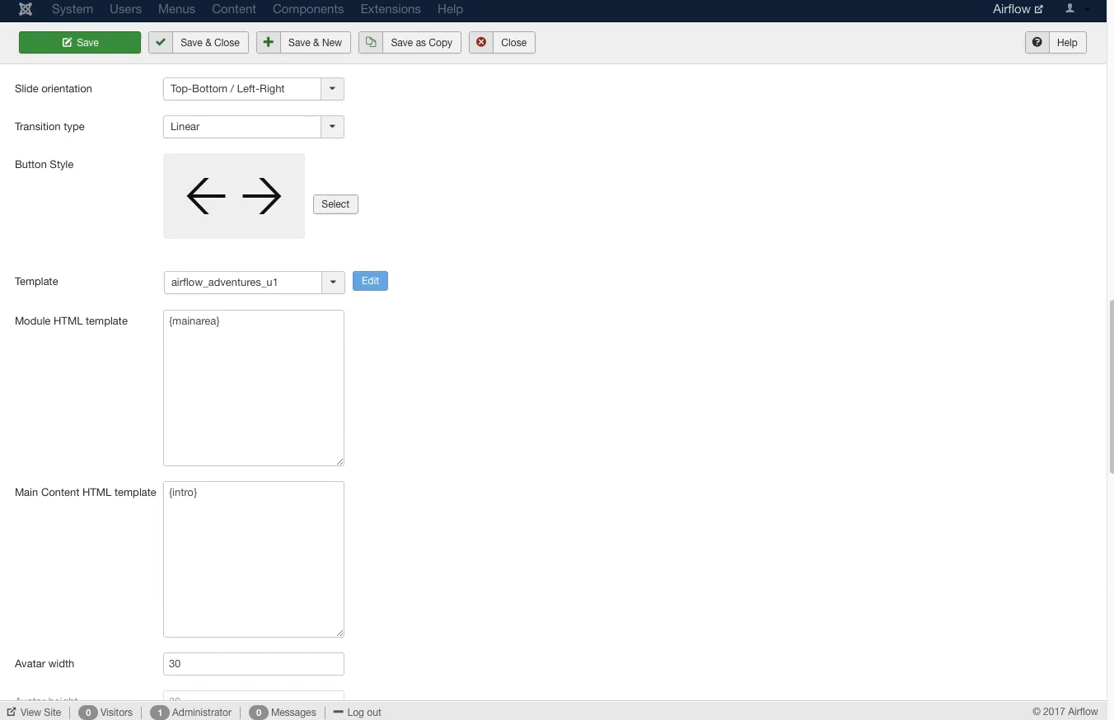 System Users Menus Content Components Extensions Help Airflow
Save Save & Close Save & New Save as Copy Close Help
Slide orientation Top-Bottom / Left-Right
Transition type Linear
Button Style
Select
Template airflow_adventures_u1 Edit
Module HTML template {mainarea}
Main Content HTML template {intro}
Avatar width 30
View Site 0 Visitors 1 Administrator 0 Messages Log out © 2017 Airflow